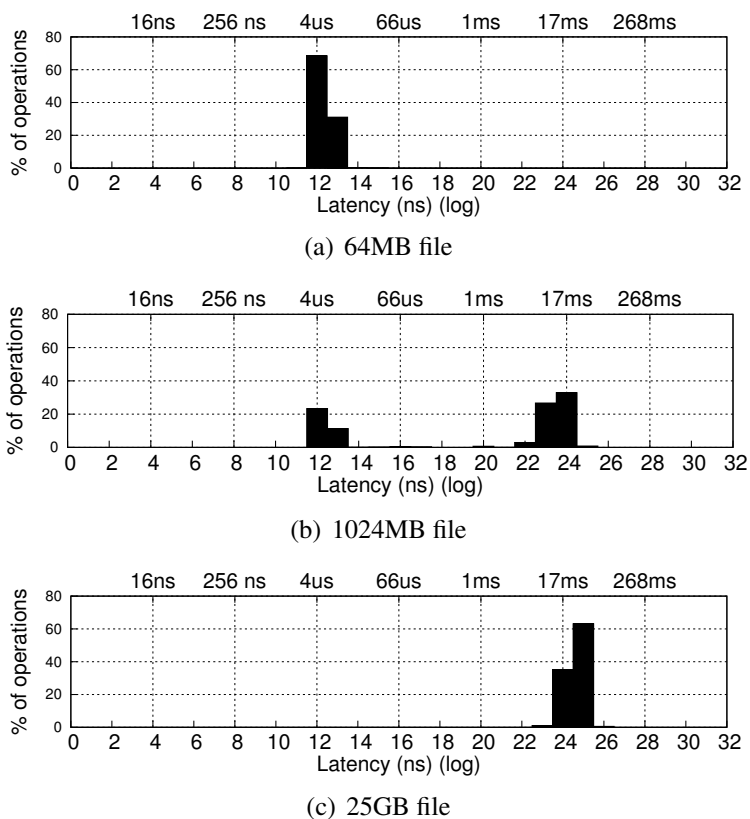 16ns 256 ns 4us 66us 1ms 17ms 268ms
80
60
40
20
0
% of operations
0 2 4 6 8 10 12 14 16 18 20 22 24 26 28 30 32
Latency (ns) (log)
(a) 64MB file
16ns 256 ns 4us 66us 1ms 17ms 268ms
80
60
40
20
0
% of operations
0 2 4 6 8 10 12 14 16 18 20 22 24 26 28 30 32
Latency (ns) (log)
(b) 1024MB file
16ns 256 ns 4us 66us 1ms 17ms 268ms
80
60
40
20
0
% of operations
0 2 4 6 8 10 12 14 16 18 20 22 24 26 28 30 32
Latency (ns) (log)
(c) 25GB file